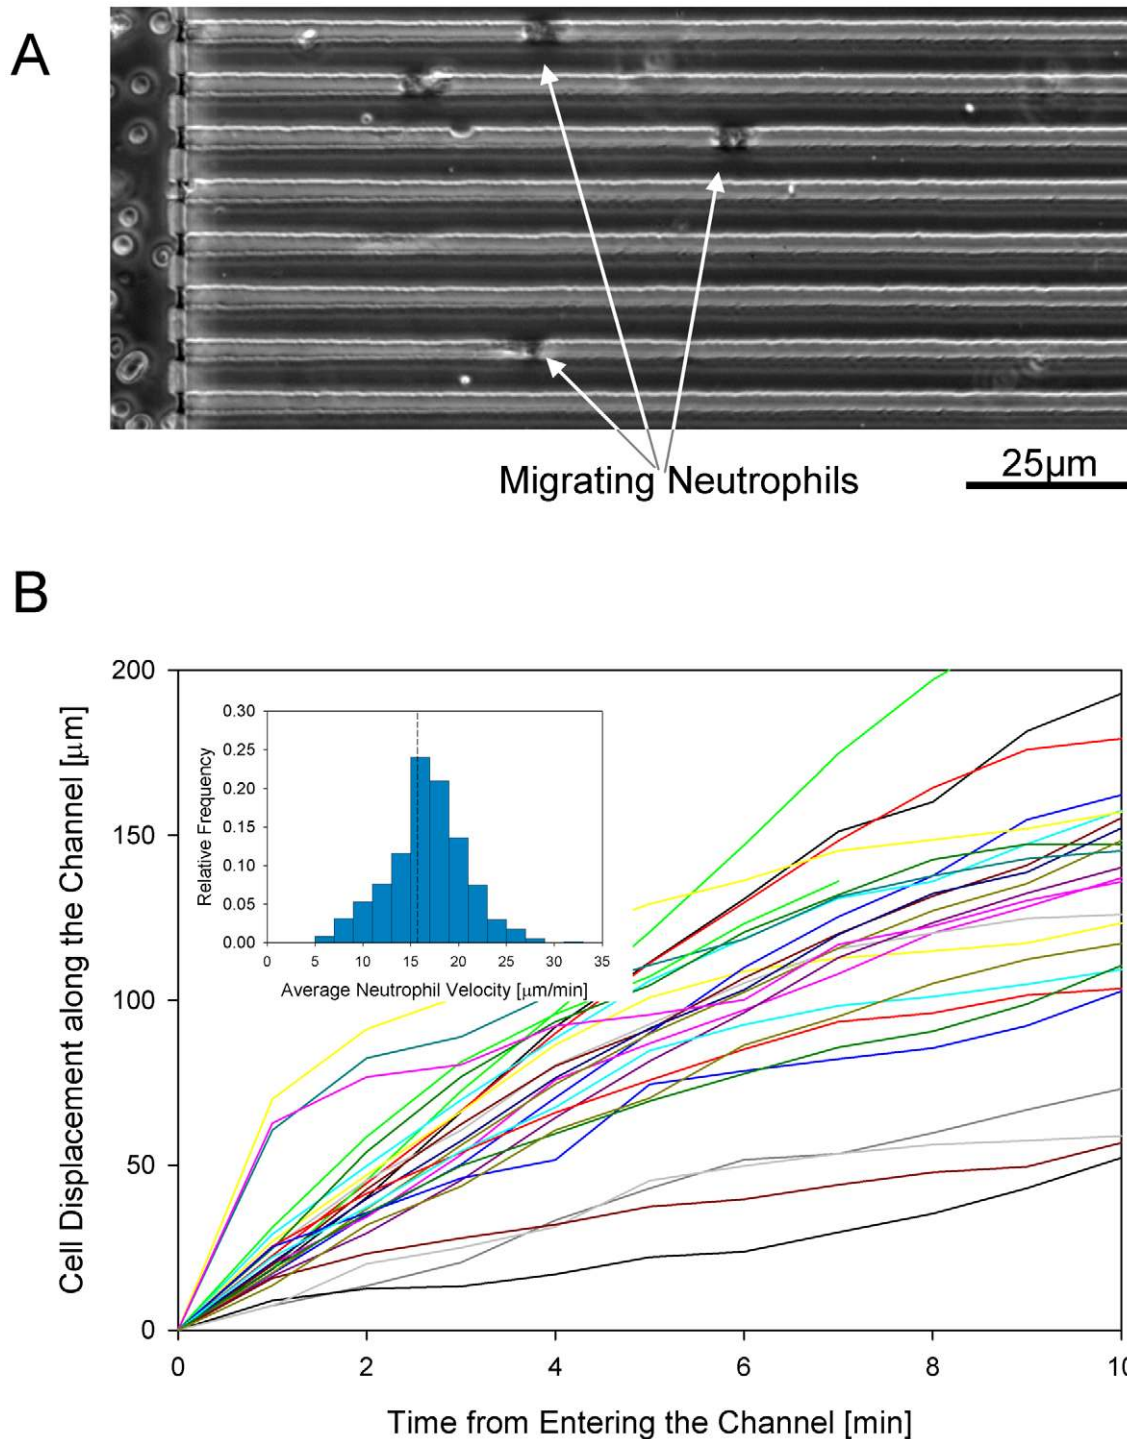 A
Migrating Neutrophils
25µm
B
Cell Displacement along the Channel [µm]
200
150
100
50
0
Relative Frequency
0.30
0.25
0.20
0.15
0.10
0.05
0.00
0 5 10 15 20 25 30 35
Average Neutrophil Velocity [µm/min]
0 2 4 6 8 10
Time from Entering the Channel [min]